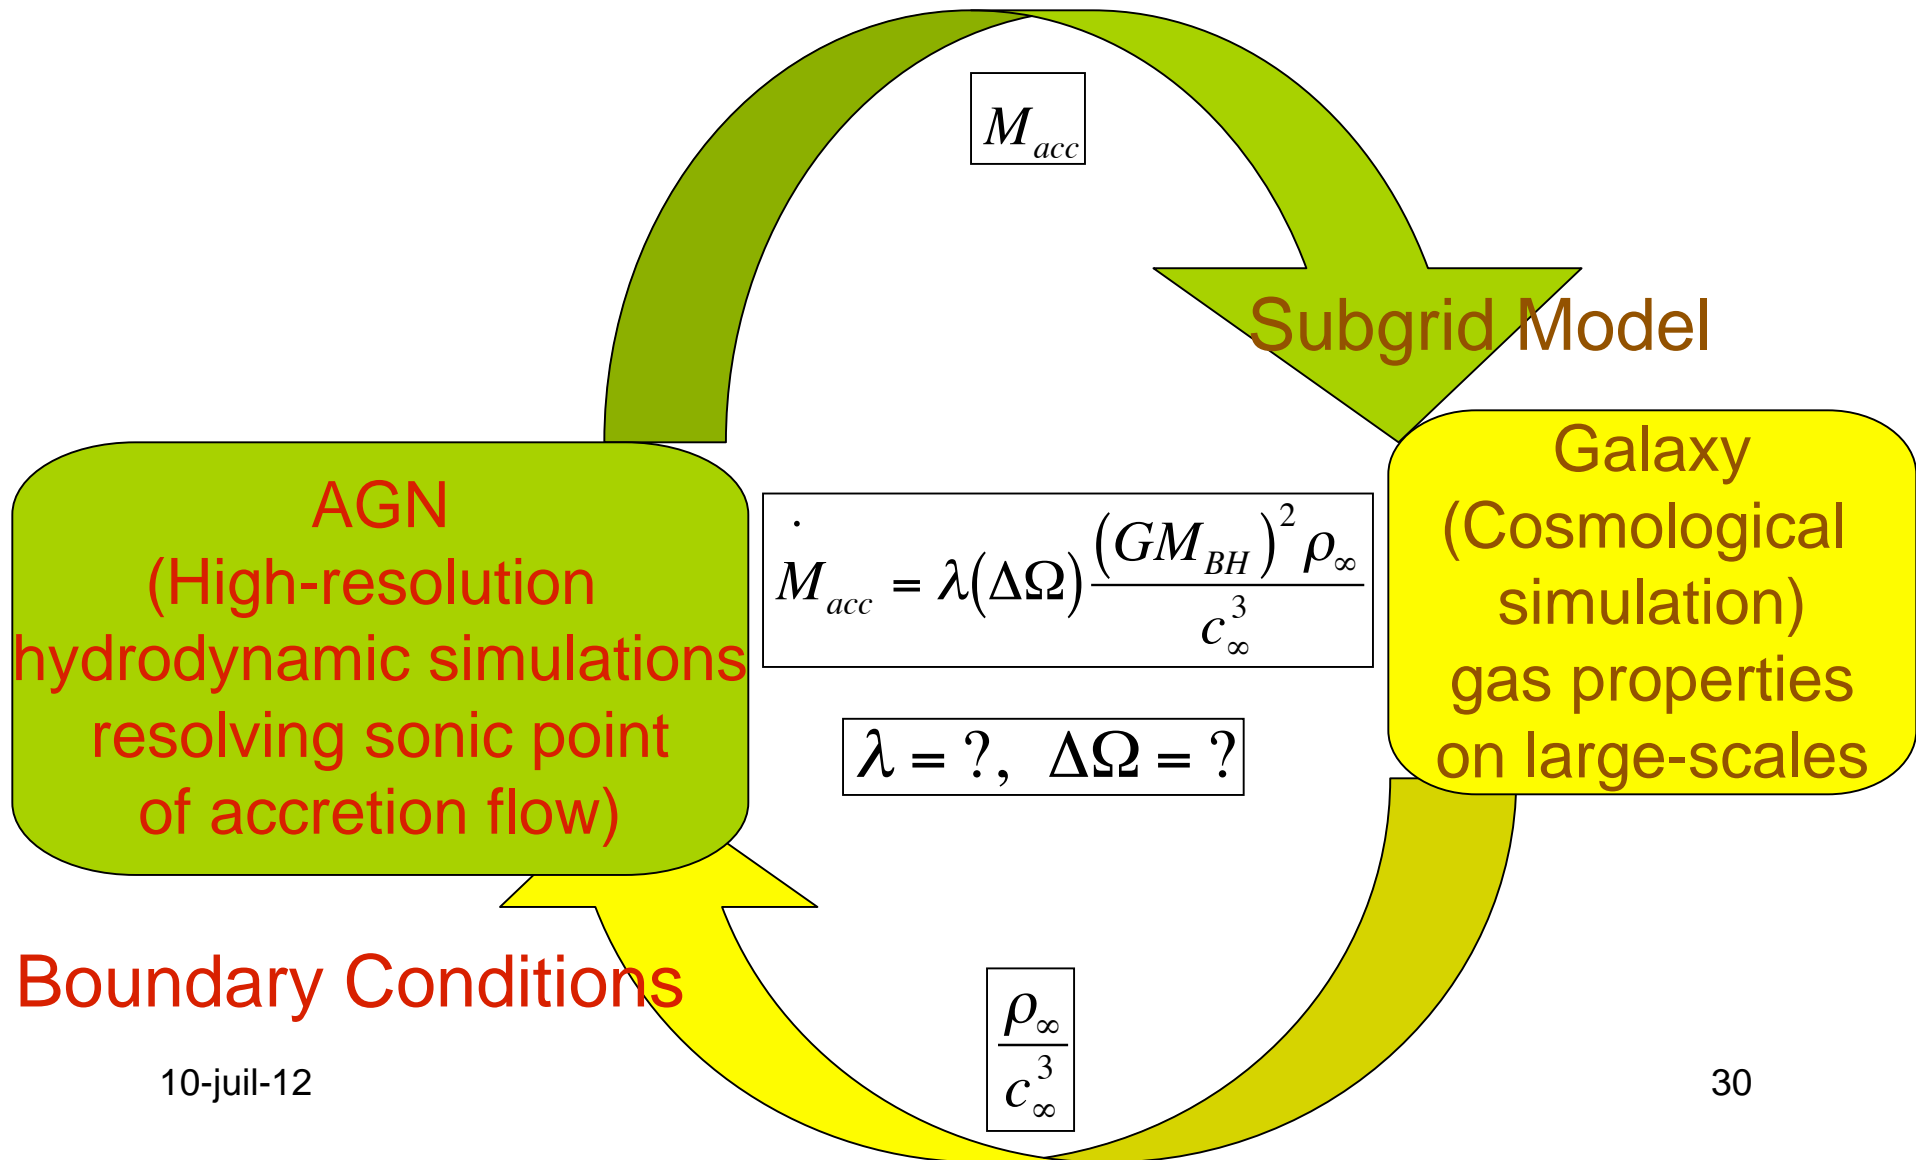 M_acc
Subgrid Model
AGN
(High-resolution
hydrodynamic simulations
resolving sonic point
of accretion flow)
Ṁ_acc = λ(ΔΩ) (GM_BH)² ρ_∞ / c_∞³
λ = ?, ΔΩ = ?
Galaxy
(Cosmological
simulation)
gas properties
on large-scales
Boundary Conditions
ρ_∞ / c_∞³
10-juil-12
30